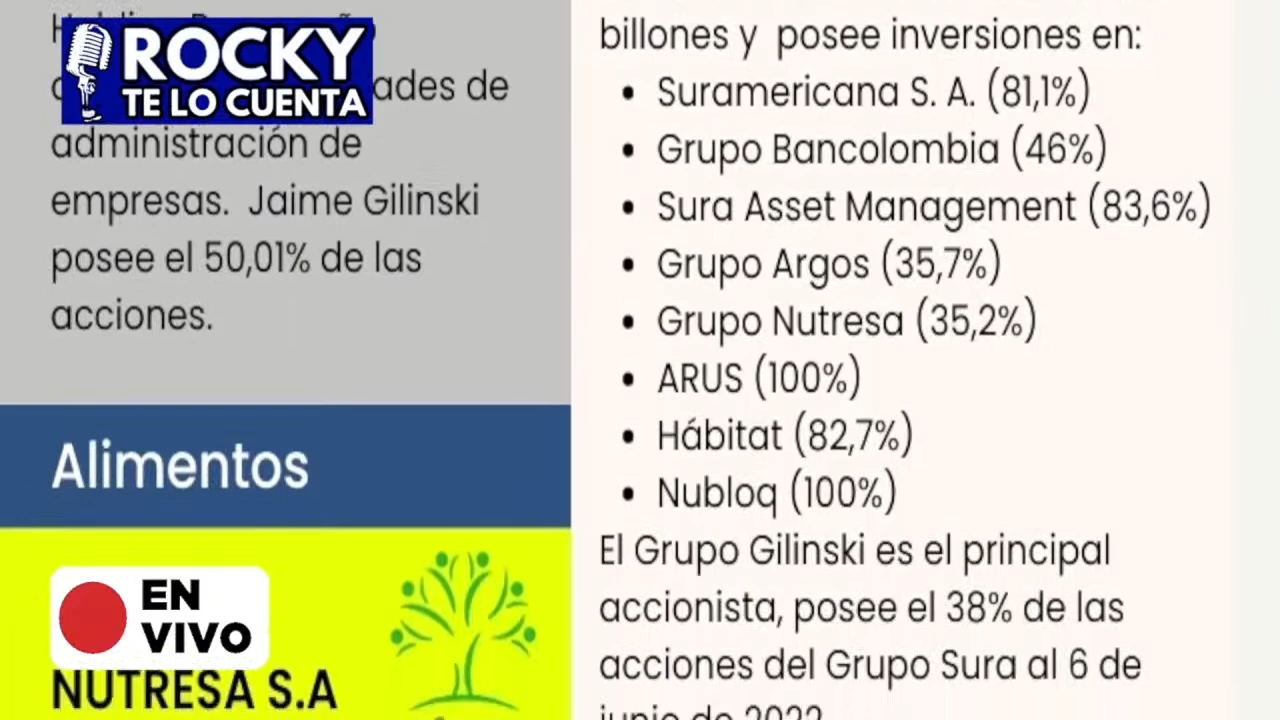 ROCKY
TE LO CUENTA
ades de
administración de
empresas. Jaime Gilinski
posee el 50,01% de las
acciones.
Alimentos
EN
VIVO
NUTRESA S.A
billones y posee inversiones en:
• Suramericana S. A. (81,1%)
• Grupo Bancolombia (46%)
• Sura Asset Management (83,6%)
• Grupo Argos (35,7%)
• Grupo Nutresa (35,2%)
• ARUS (100%)
• Hábitat (82,7%)
• Nubloq (100%)
El Grupo Gilinski es el principal
accionista, posee el 38% de las
acciones del Grupo Sura al 6 de
junio de 2022